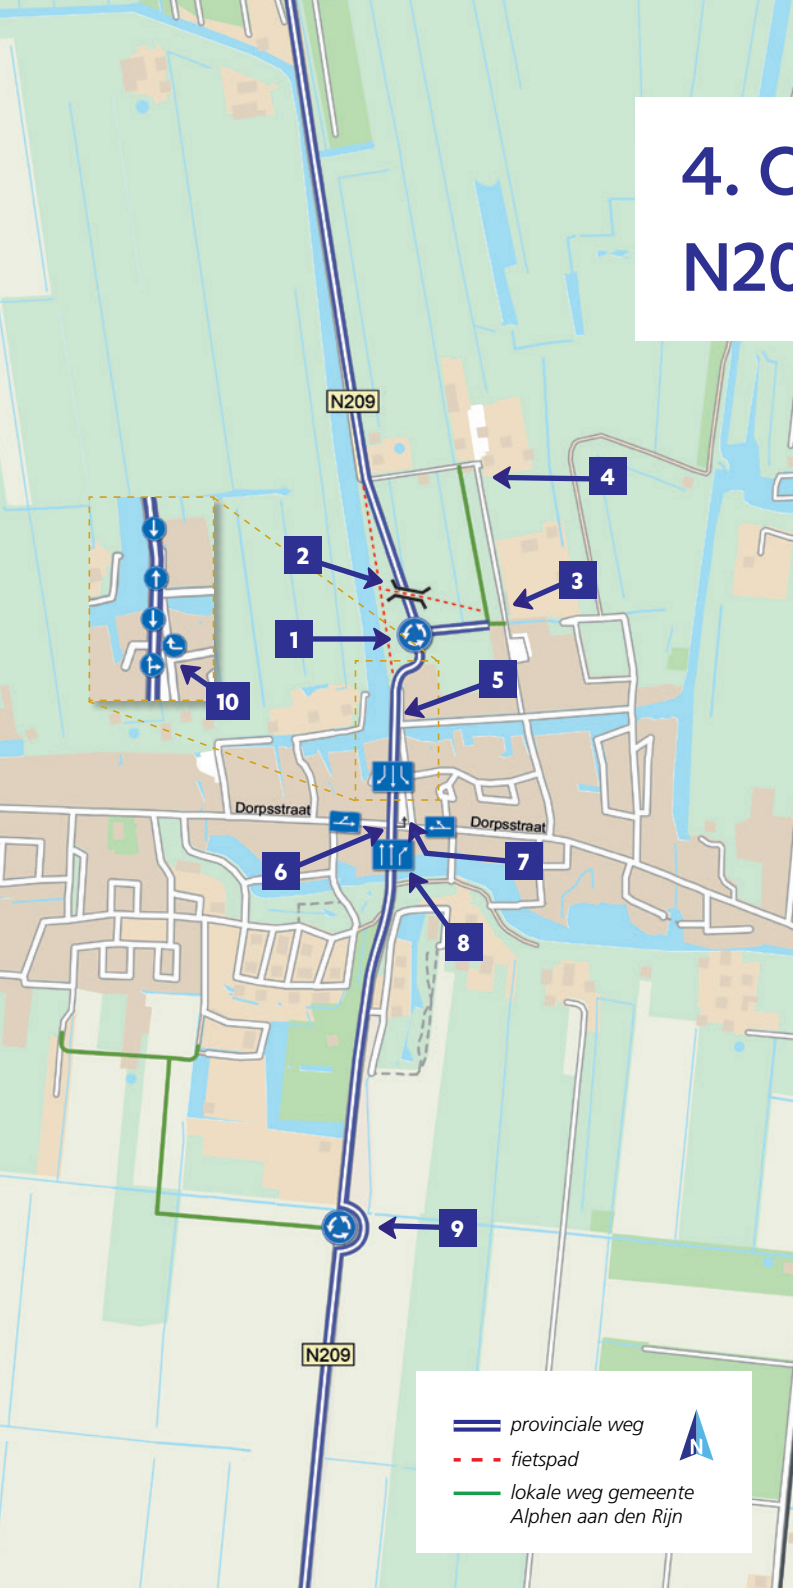 4. O
N20
N209
4
2
3
1
5
10
Dorpsstraat
Dorpsstraat
6
7
8
9
N209
provinciale weg
N
fietspad
lokale weg gemeente
Alphen aan den Rijn